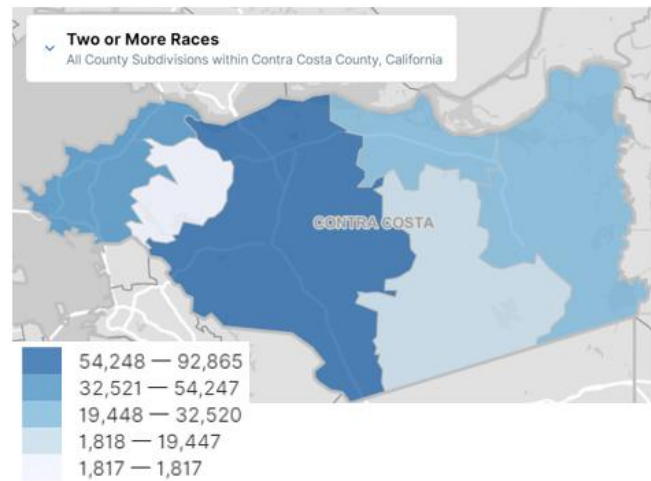 Two or More Races
All County Subdivisions within Contra Costa County, California
CONTRA COSTA
54,248 — 92,865
32,521 — 54,247
19,448 — 32,520
1,818 — 19,447
1,817 — 1,817